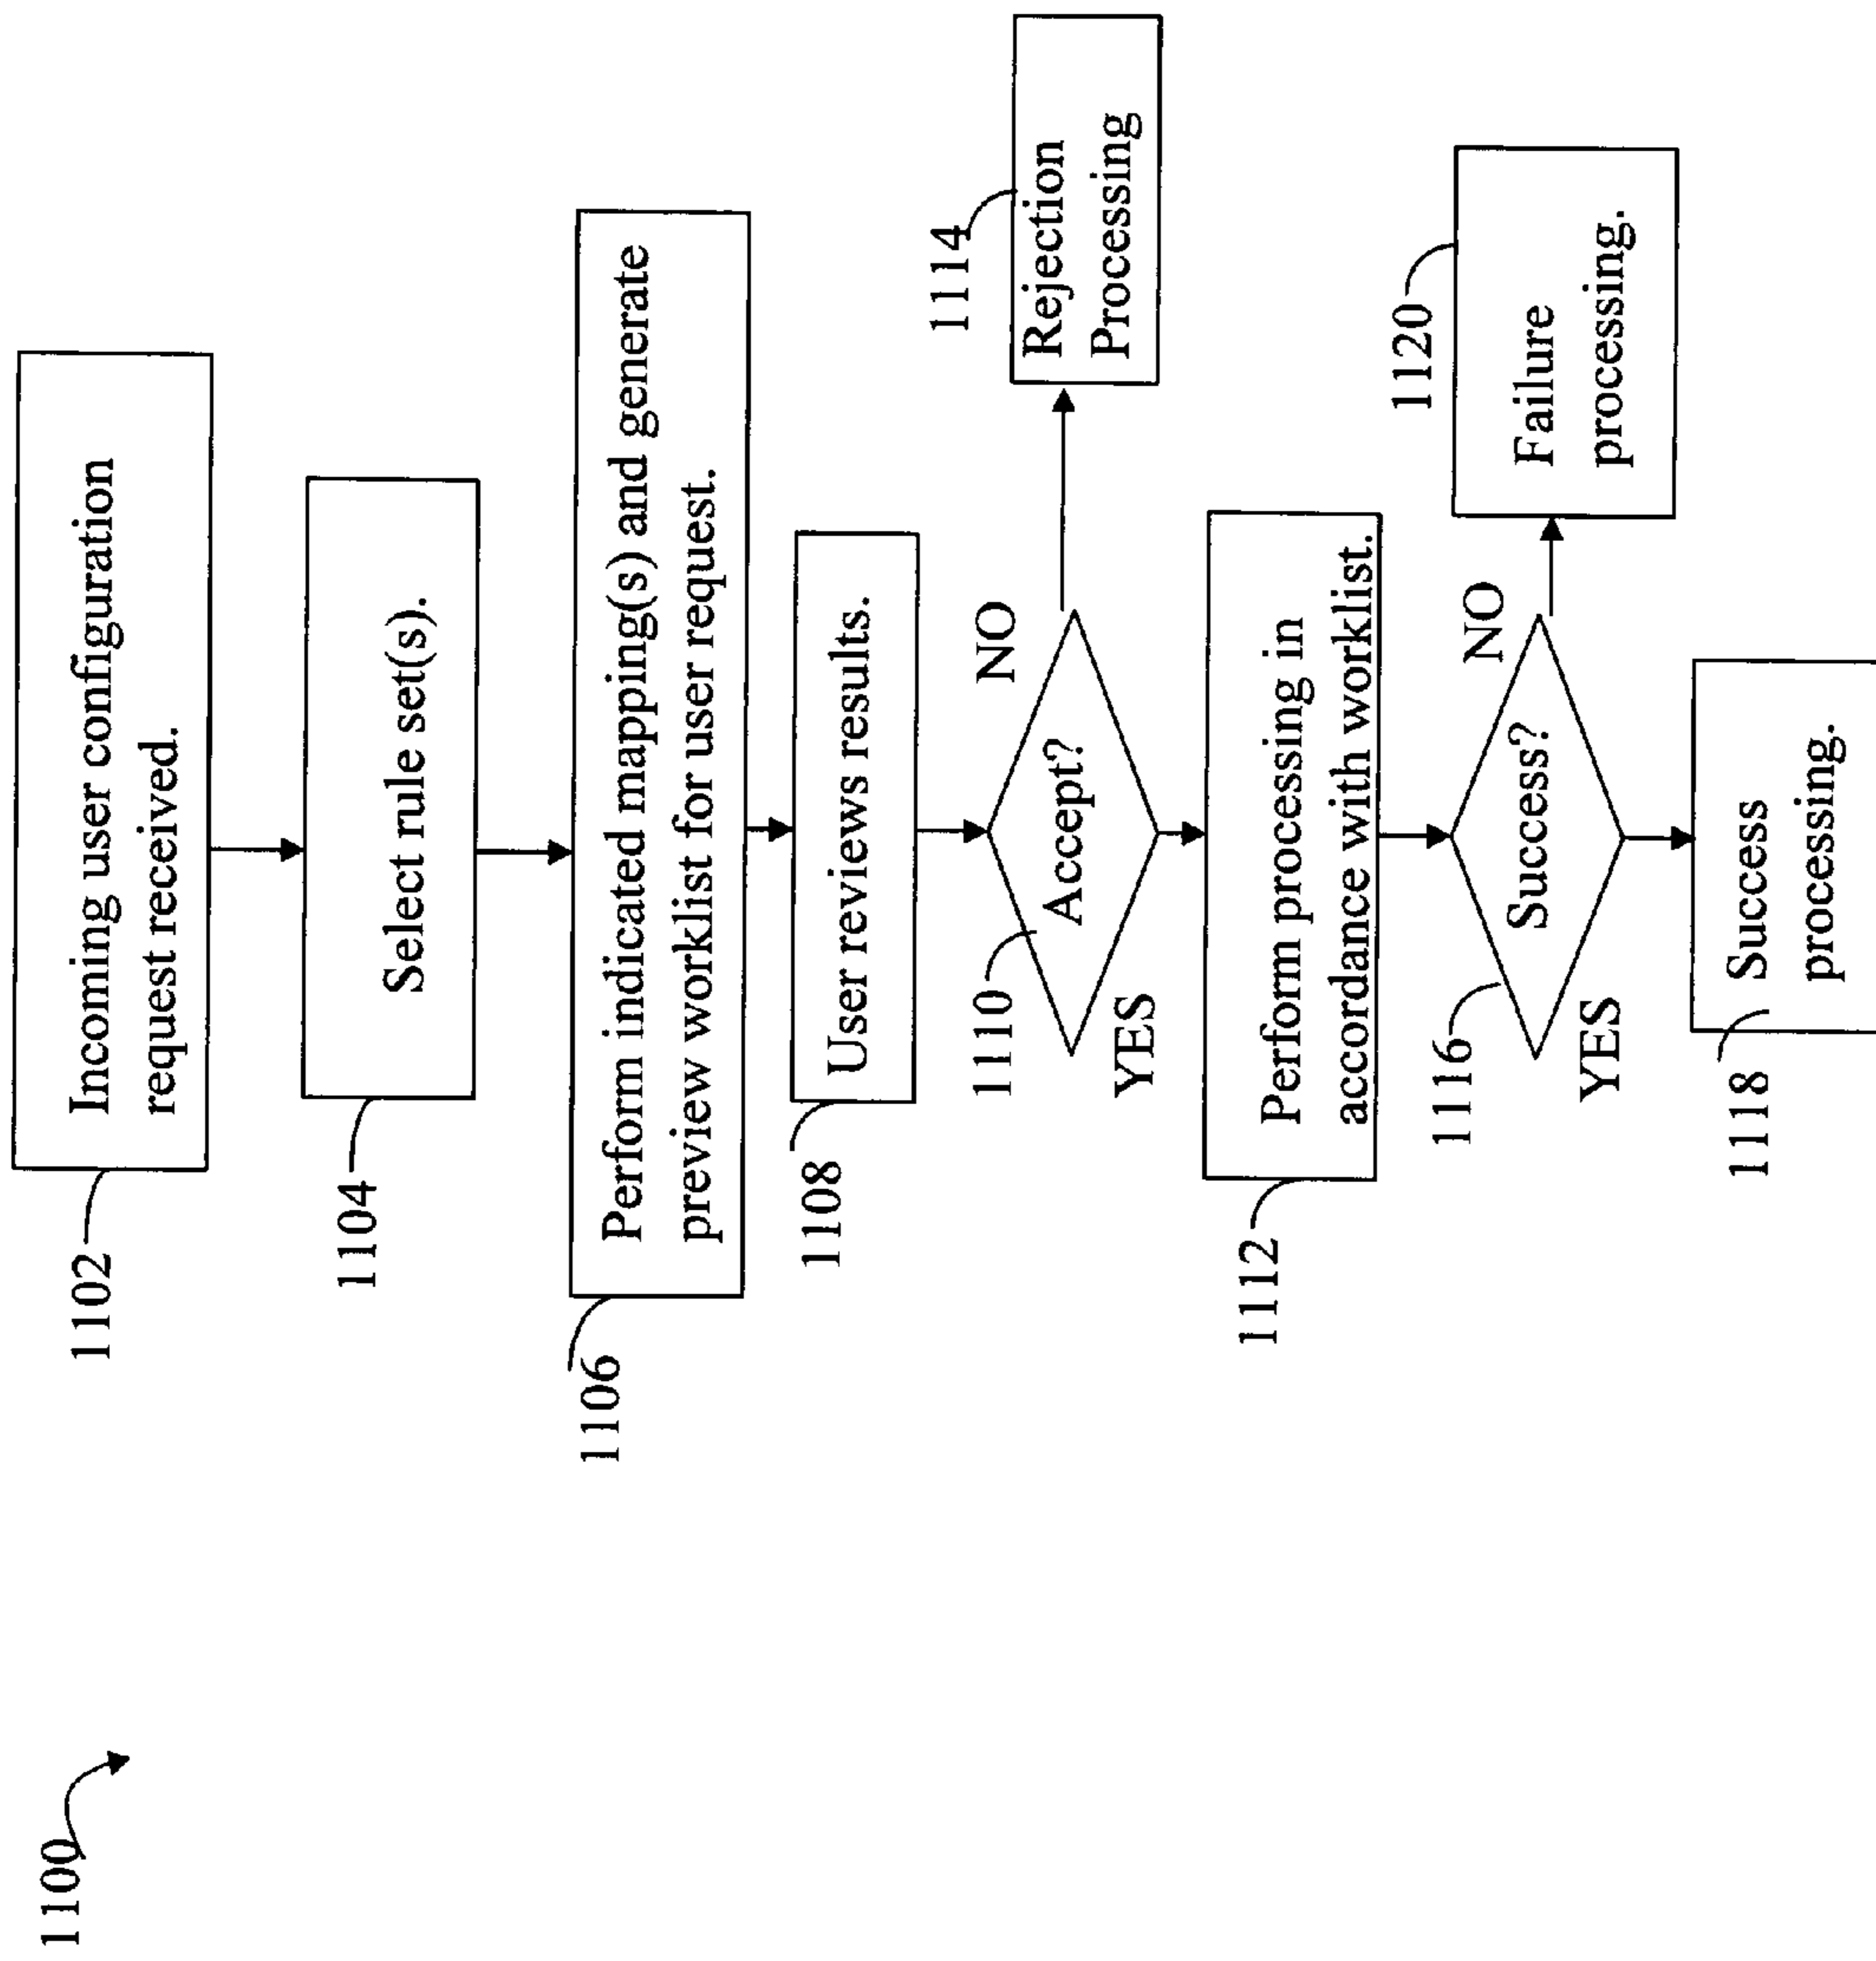 1100
1102
Incoming user configuration
request received.
1104
Select rule set(s).
1106
Perform indicated mapping(s) and generate
preview worklist for user request.
1108
User reviews results.
1110
Accept?
NO
YES
1114
Rejection
Processing
1112
Perform processing in
accordance with worklist.
1116
Success?
NO
YES
1120
Failure
processing.
1118
Success
processing.